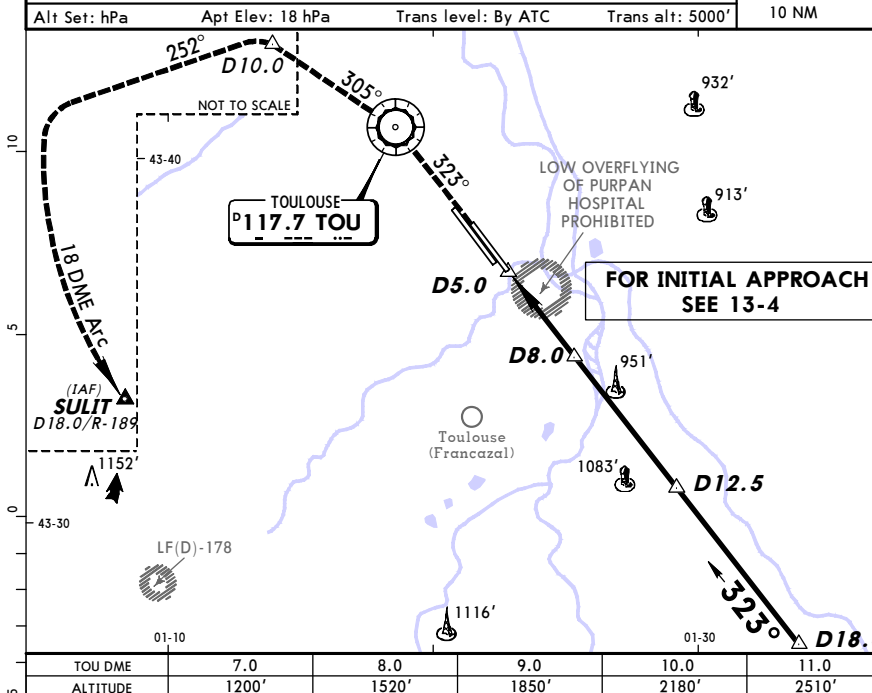 Alt Set: hPa Apt Elev: 18 hPa Trans level: By ATC Trans alt: 5000' 10 NM
252°
D10.0
305°
932'
NOT TO SCALE
10
43-40
323°
LOW OVERFLYING
OF PURPAN
HOSPITAL
PROHIBITED
TOULOUSE
D 117.7 TOU
913'
18 DME Arc
D5.0
FOR INITIAL APPROACH
SEE 13-4
5
D8.0
951'
(IAF)
SULIT
D18.0/R-189
Toulouse
(Francazal)
1152'
1083'
D12.5
0
43-30
LF(D)-178
323°
1116'
01-10
01-30
D18.
5
TOU DME 7.0 8.0 9.0 10.0 11.0
ALTITUDE 1200' 1520' 1850' 2180' 2510'